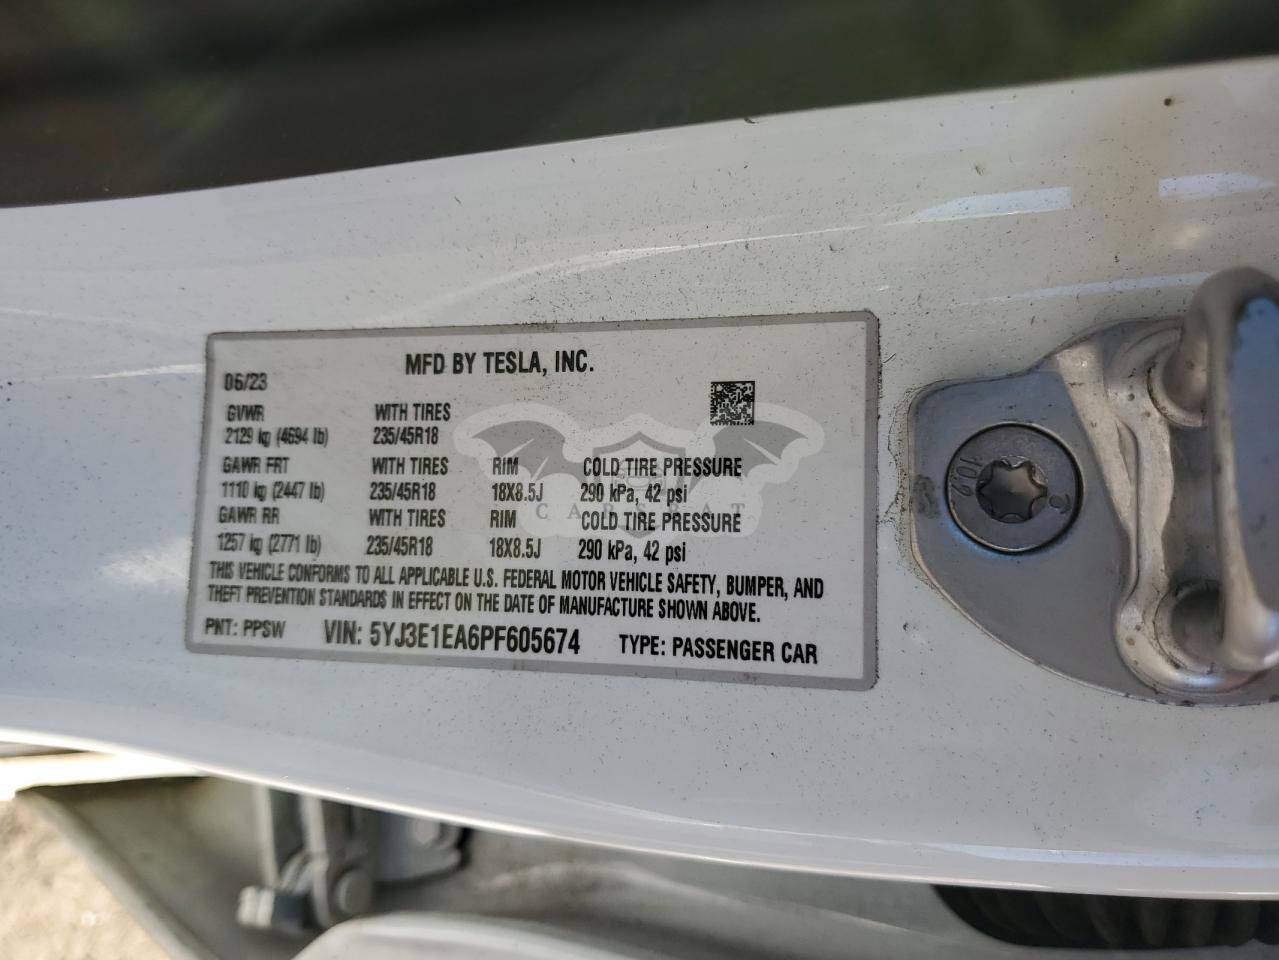 MFD BY TESLA, INC.
06/23
GVWR WITH TIRES
2129 kg (4694 lb) 235/45R18
GAWR FRT WITH TIRES RIM COLD TIRE PRESSURE
1110 kg (2447 lb) 235/45R18 18X8.5J 290 kPa, 42 psi
GAWR RR WITH TIRES RIM COLD TIRE PRESSURE
1257 kg (2771 lb) 235/45R18 18X8.5J 290 kPa, 42 psi
THIS VEHICLE CONFORMS TO ALL APPLICABLE U.S. FEDERAL MOTOR VEHICLE SAFETY, BUMPER, AND
THEFT PREVENTION STANDARDS IN EFFECT ON THE DATE OF MANUFACTURE SHOWN ABOVE.
PNT: PPSW VIN: 5YJ3E1EA6PF605674 TYPE: PASSENGER CAR
CARSBAT
10.2